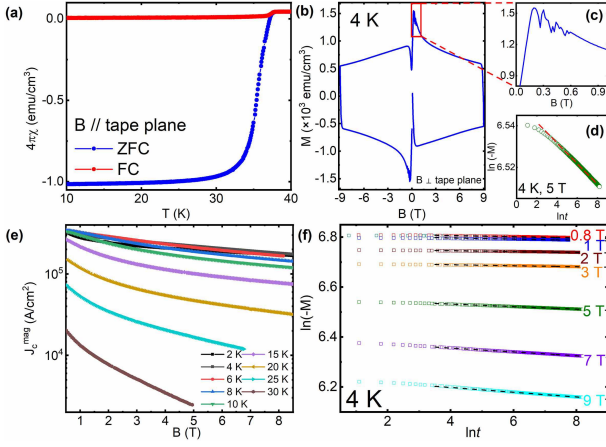 (a)
0.0
-0.5
-1.0
4πχ (emu/cm³)
B // tape plane
ZFC
FC
10 20 30 40
T (K)
(b)
4 K
1.5
1.0
0.5
0.0
-0.5
-1.0
-1.5
M (×10³ emu/cm³)
B ⊥ tape plane
-9 -6 -3 0 3 6 9
B (T)
(c)
1.5
1.2
0.9
0.0 0.3 0.6 0.9
B (T)
(d)
6.54
6.52
ln (-M)
4 K, 5 T
2 4 6 8
lnt
(e)
10⁵
10⁴
J_c^mag (A/cm²)
2 K 15 K
4 K 20 K
6 K 25 K
8 K 30 K
10 K
1 2 3 4 5 6 7 8
B (T)
(f)
6.8
6.6
6.4
6.2
ln(-M)
0.8 T
1 T
2 T
3 T
5 T
7 T
9 T
4 K
0 2 4 6 8
lnt